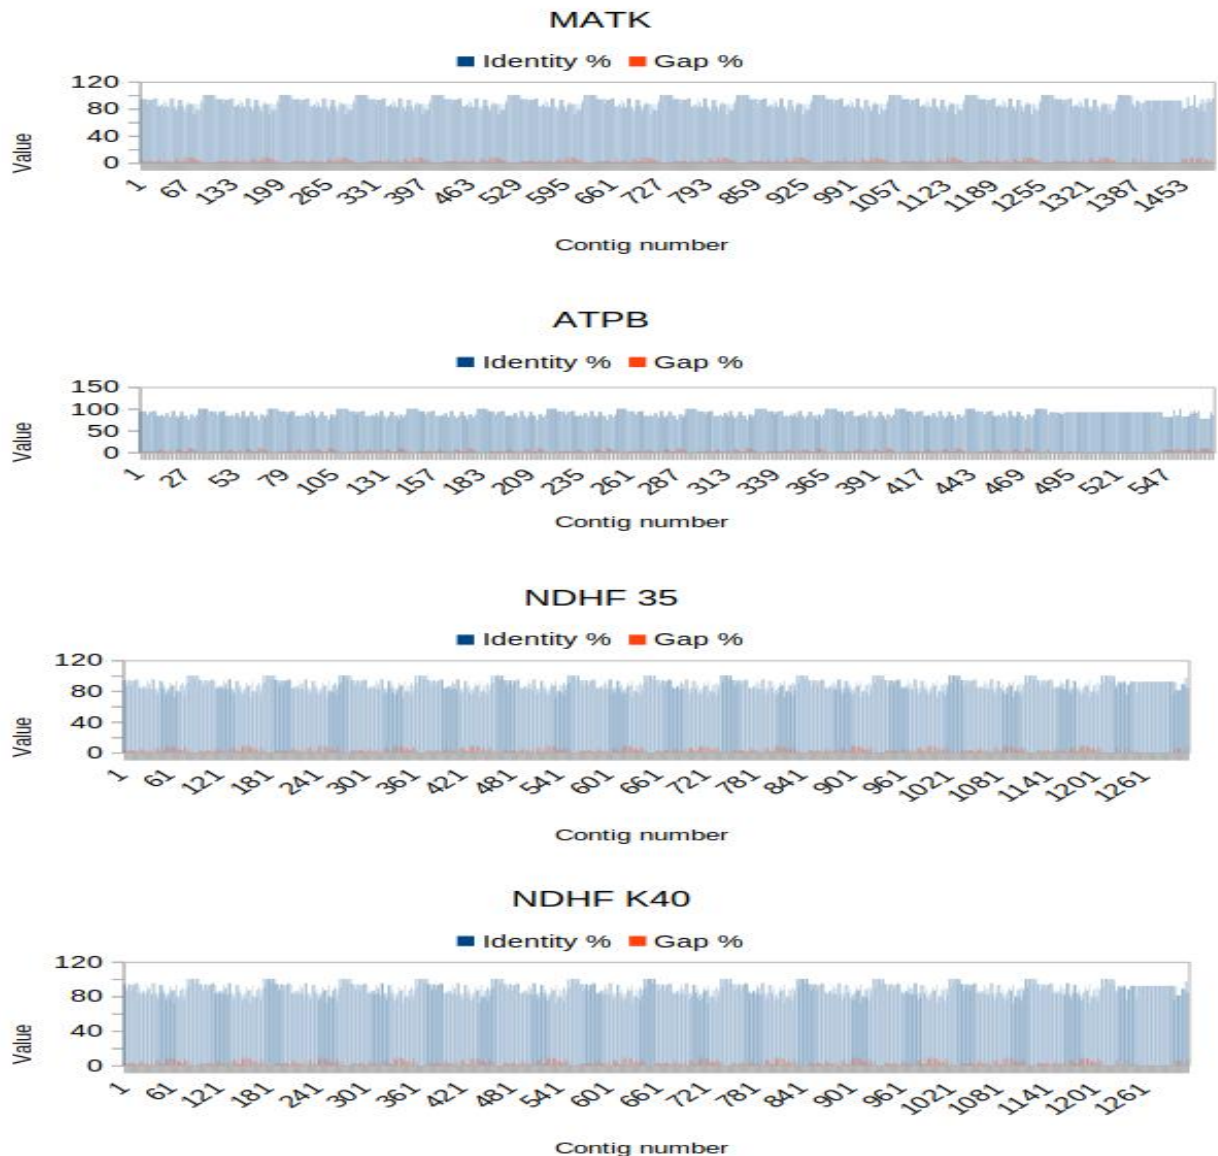 MATK
Identity % Gap %
120
80
40
0
Value
1 67 133 199 265 331 397 463 529 595 661 727 793 859 925 991 1057 1123 1189 1255 1321 1387 1453
Contig number
ATPB
Identity % Gap %
150
100
50
0
Value
1 27 53 79 105 131 157 183 209 235 261 287 313 339 365 391 417 443 469 495 521 547
Contig number
NDHF 35
Identity % Gap %
120
80
40
0
Value
1 61 121 181 241 301 361 421 481 541 601 661 721 781 841 901 961 1021 1081 1141 1201 1261
Contig number
NDHF K40
Identity % Gap %
120
80
40
0
Value
1 61 121 181 241 301 361 421 481 541 601 661 721 781 841 901 961 1021 1081 1141 1201 1261
Contig number